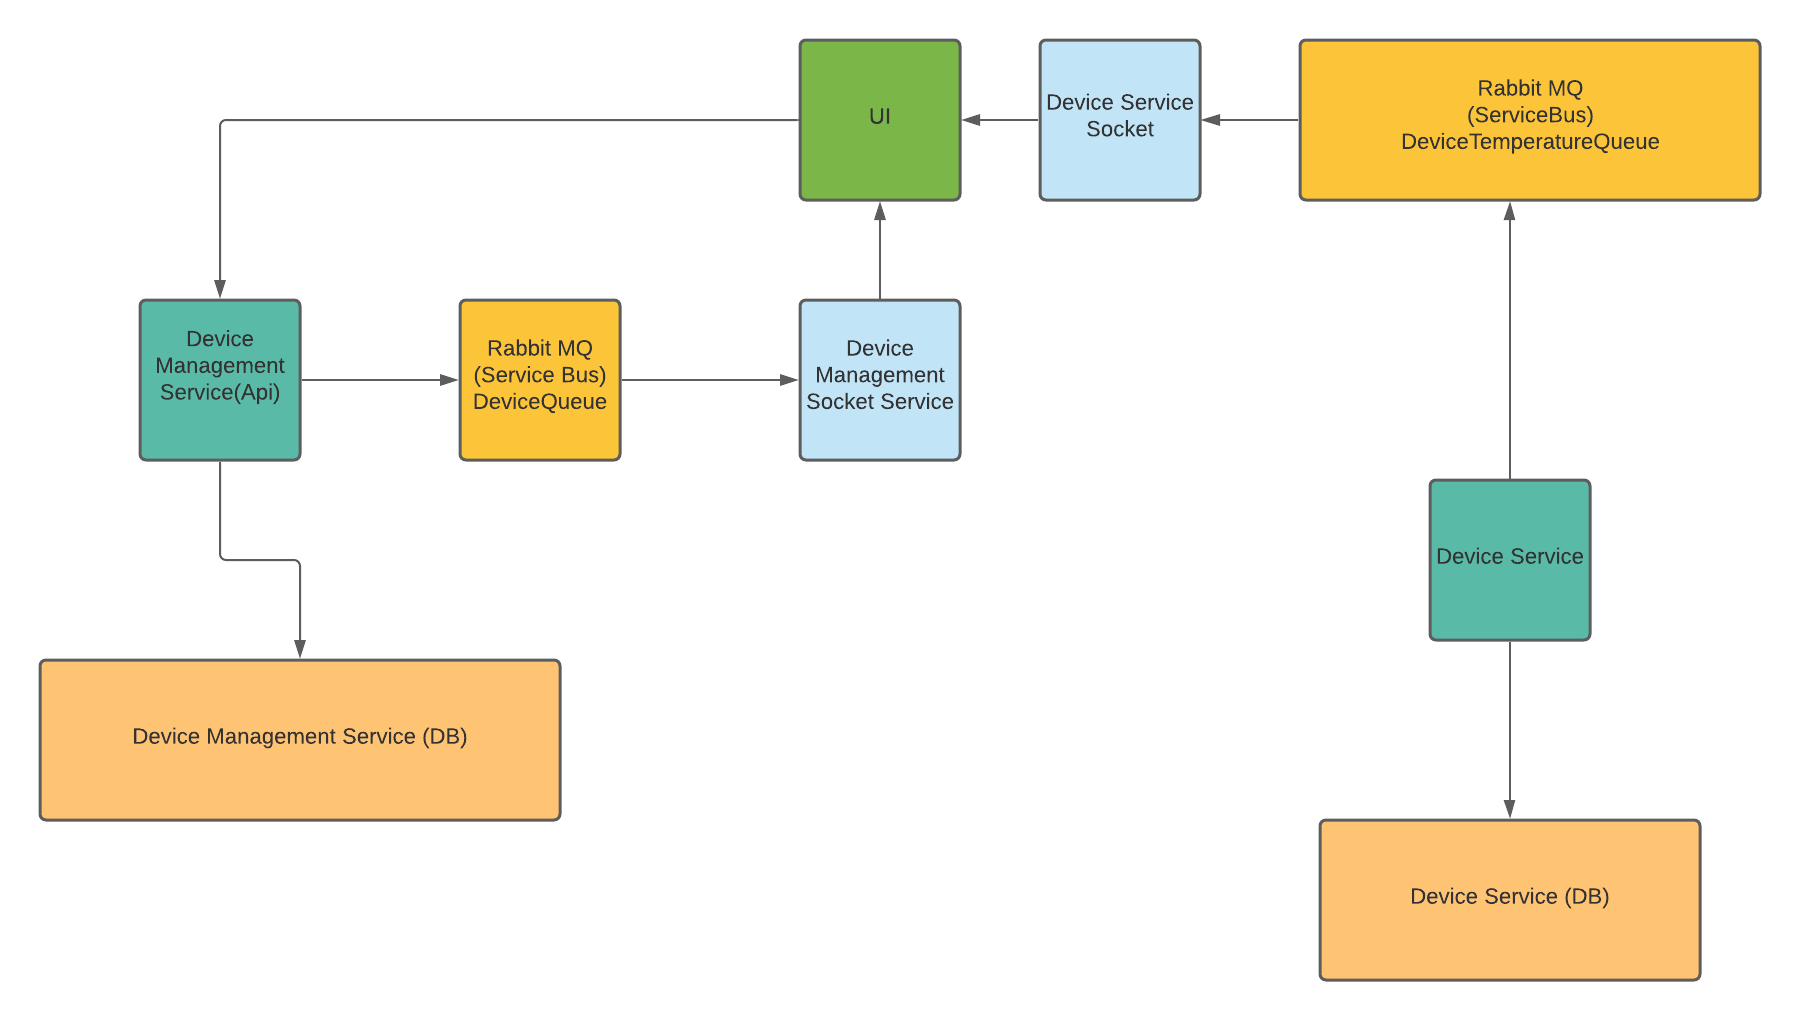 UI
Device Service
Socket
Rabbit MQ
(ServiceBus)
DeviceTemperatureQueue
Device
Management
Service(Api)
Rabbit MQ
(Service Bus)
DeviceQueue
Device
Management
Socket Service
Device Service
Device Management Service (DB)
Device Service (DB)